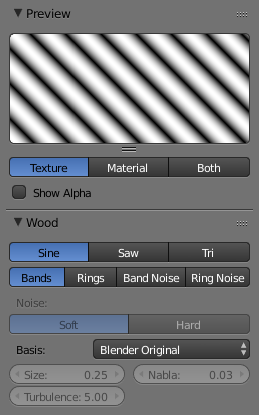 Preview
Texture Material Both
Show Alpha
Wood
Sine Saw Tri
Bands Rings Band Noise Ring Noise
Noise:
Soft Hard
Basis: Blender Original
Size: 0.25 Nabla: 0.03
Turbulence: 5.00